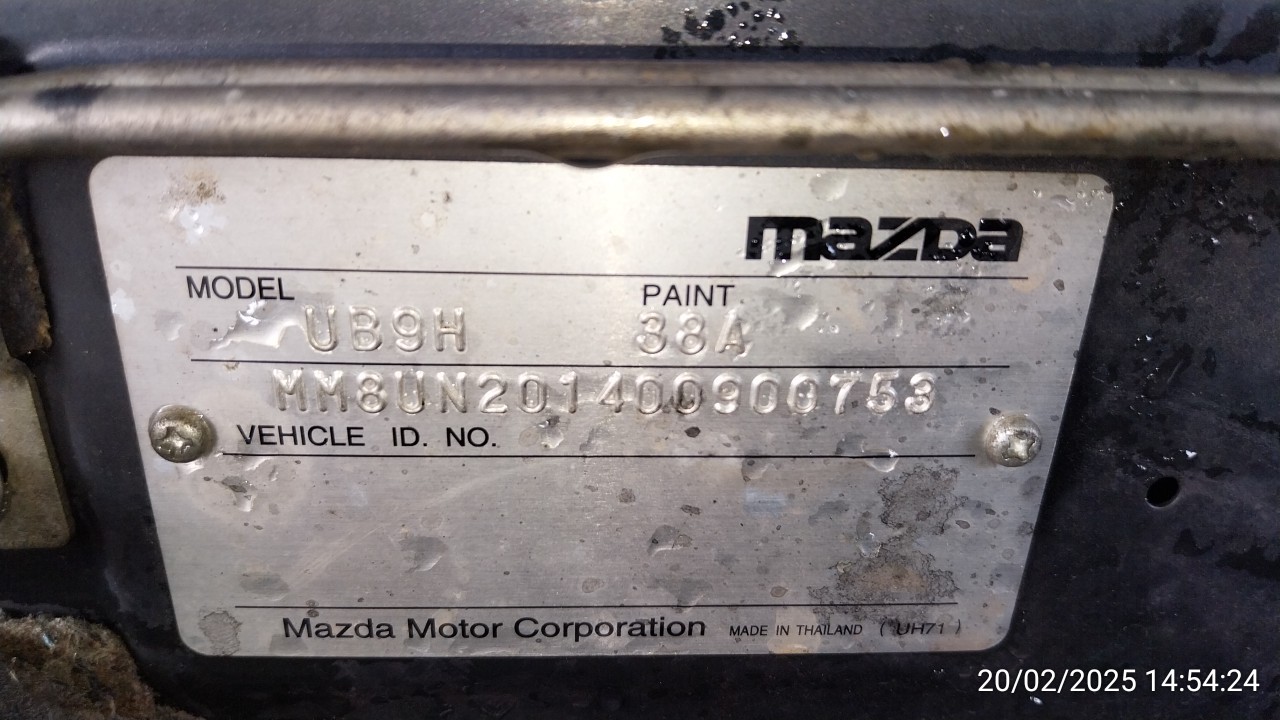 mazda
MODEL PAINT
UB9H 38A
MM8UN201400900753
VEHICLE ID. NO.
Mazda Motor Corporation MADE IN THAILAND (UH71)
20/02/2025 14:54:24